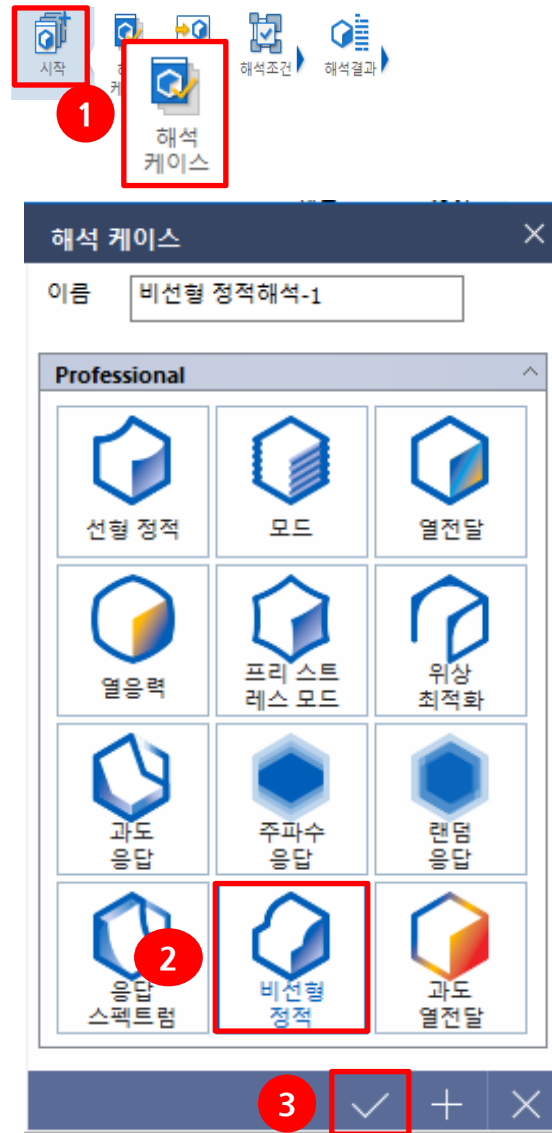 시작
해석조건
해석결과
1
해석
케이스
해석 케이스
이름
비선형 정적해석-1
Professional
선형 정적
모드
열전달
열응력
프리 스트
레스 모드
위상
최적화
과도
응답
주파수
응답
랜덤
응답
응답
스펙트럼
2
비선형
정적
과도
열전달
3